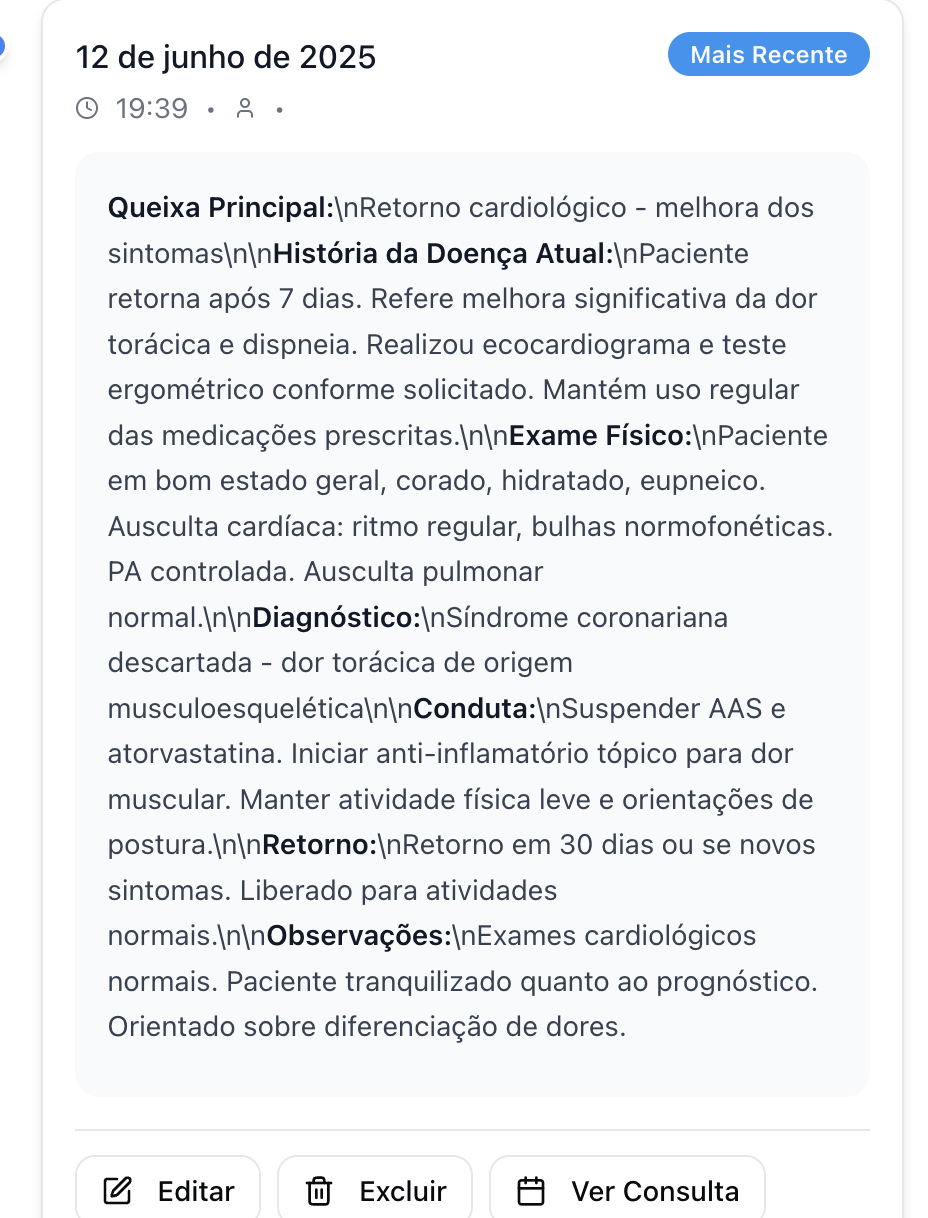 12 de junho de 2025
Mais Recente
19:39 • •
Queixa Principal:\nRetorno cardiológico - melhora dos
sintomas\n\nHistória da Doença Atual:\nPaciente
retorna após 7 dias. Refere melhora significativa da dor
torácica e dispneia. Realizou ecocardiograma e teste
ergométrico conforme solicitado. Mantém uso regular
das medicações prescritas.\n\nExame Físico:\nPaciente
em bom estado geral, corado, hidratado, eupneico.
Ausculta cardíaca: ritmo regular, bulhas normofonéticas.
PA controlada. Ausculta pulmonar
normal.\n\nDiagnóstico:\nSíndrome coronariana
descartada - dor torácica de origem
musculoesquelética\n\nConduta:\nSuspender AAS e
atorvastatina. Iniciar anti-inflamatório tópico para dor
muscular. Manter atividade física leve e orientações de
postura.\n\nRetorno:\nRetorno em 30 dias ou se novos
sintomas. Liberado para atividades
normais.\n\nObservações:\nExames cardiológicos
normais. Paciente tranquilizado quanto ao prognóstico.
Orientado sobre diferenciação de dores.
Editar
Excluir
Ver Consulta